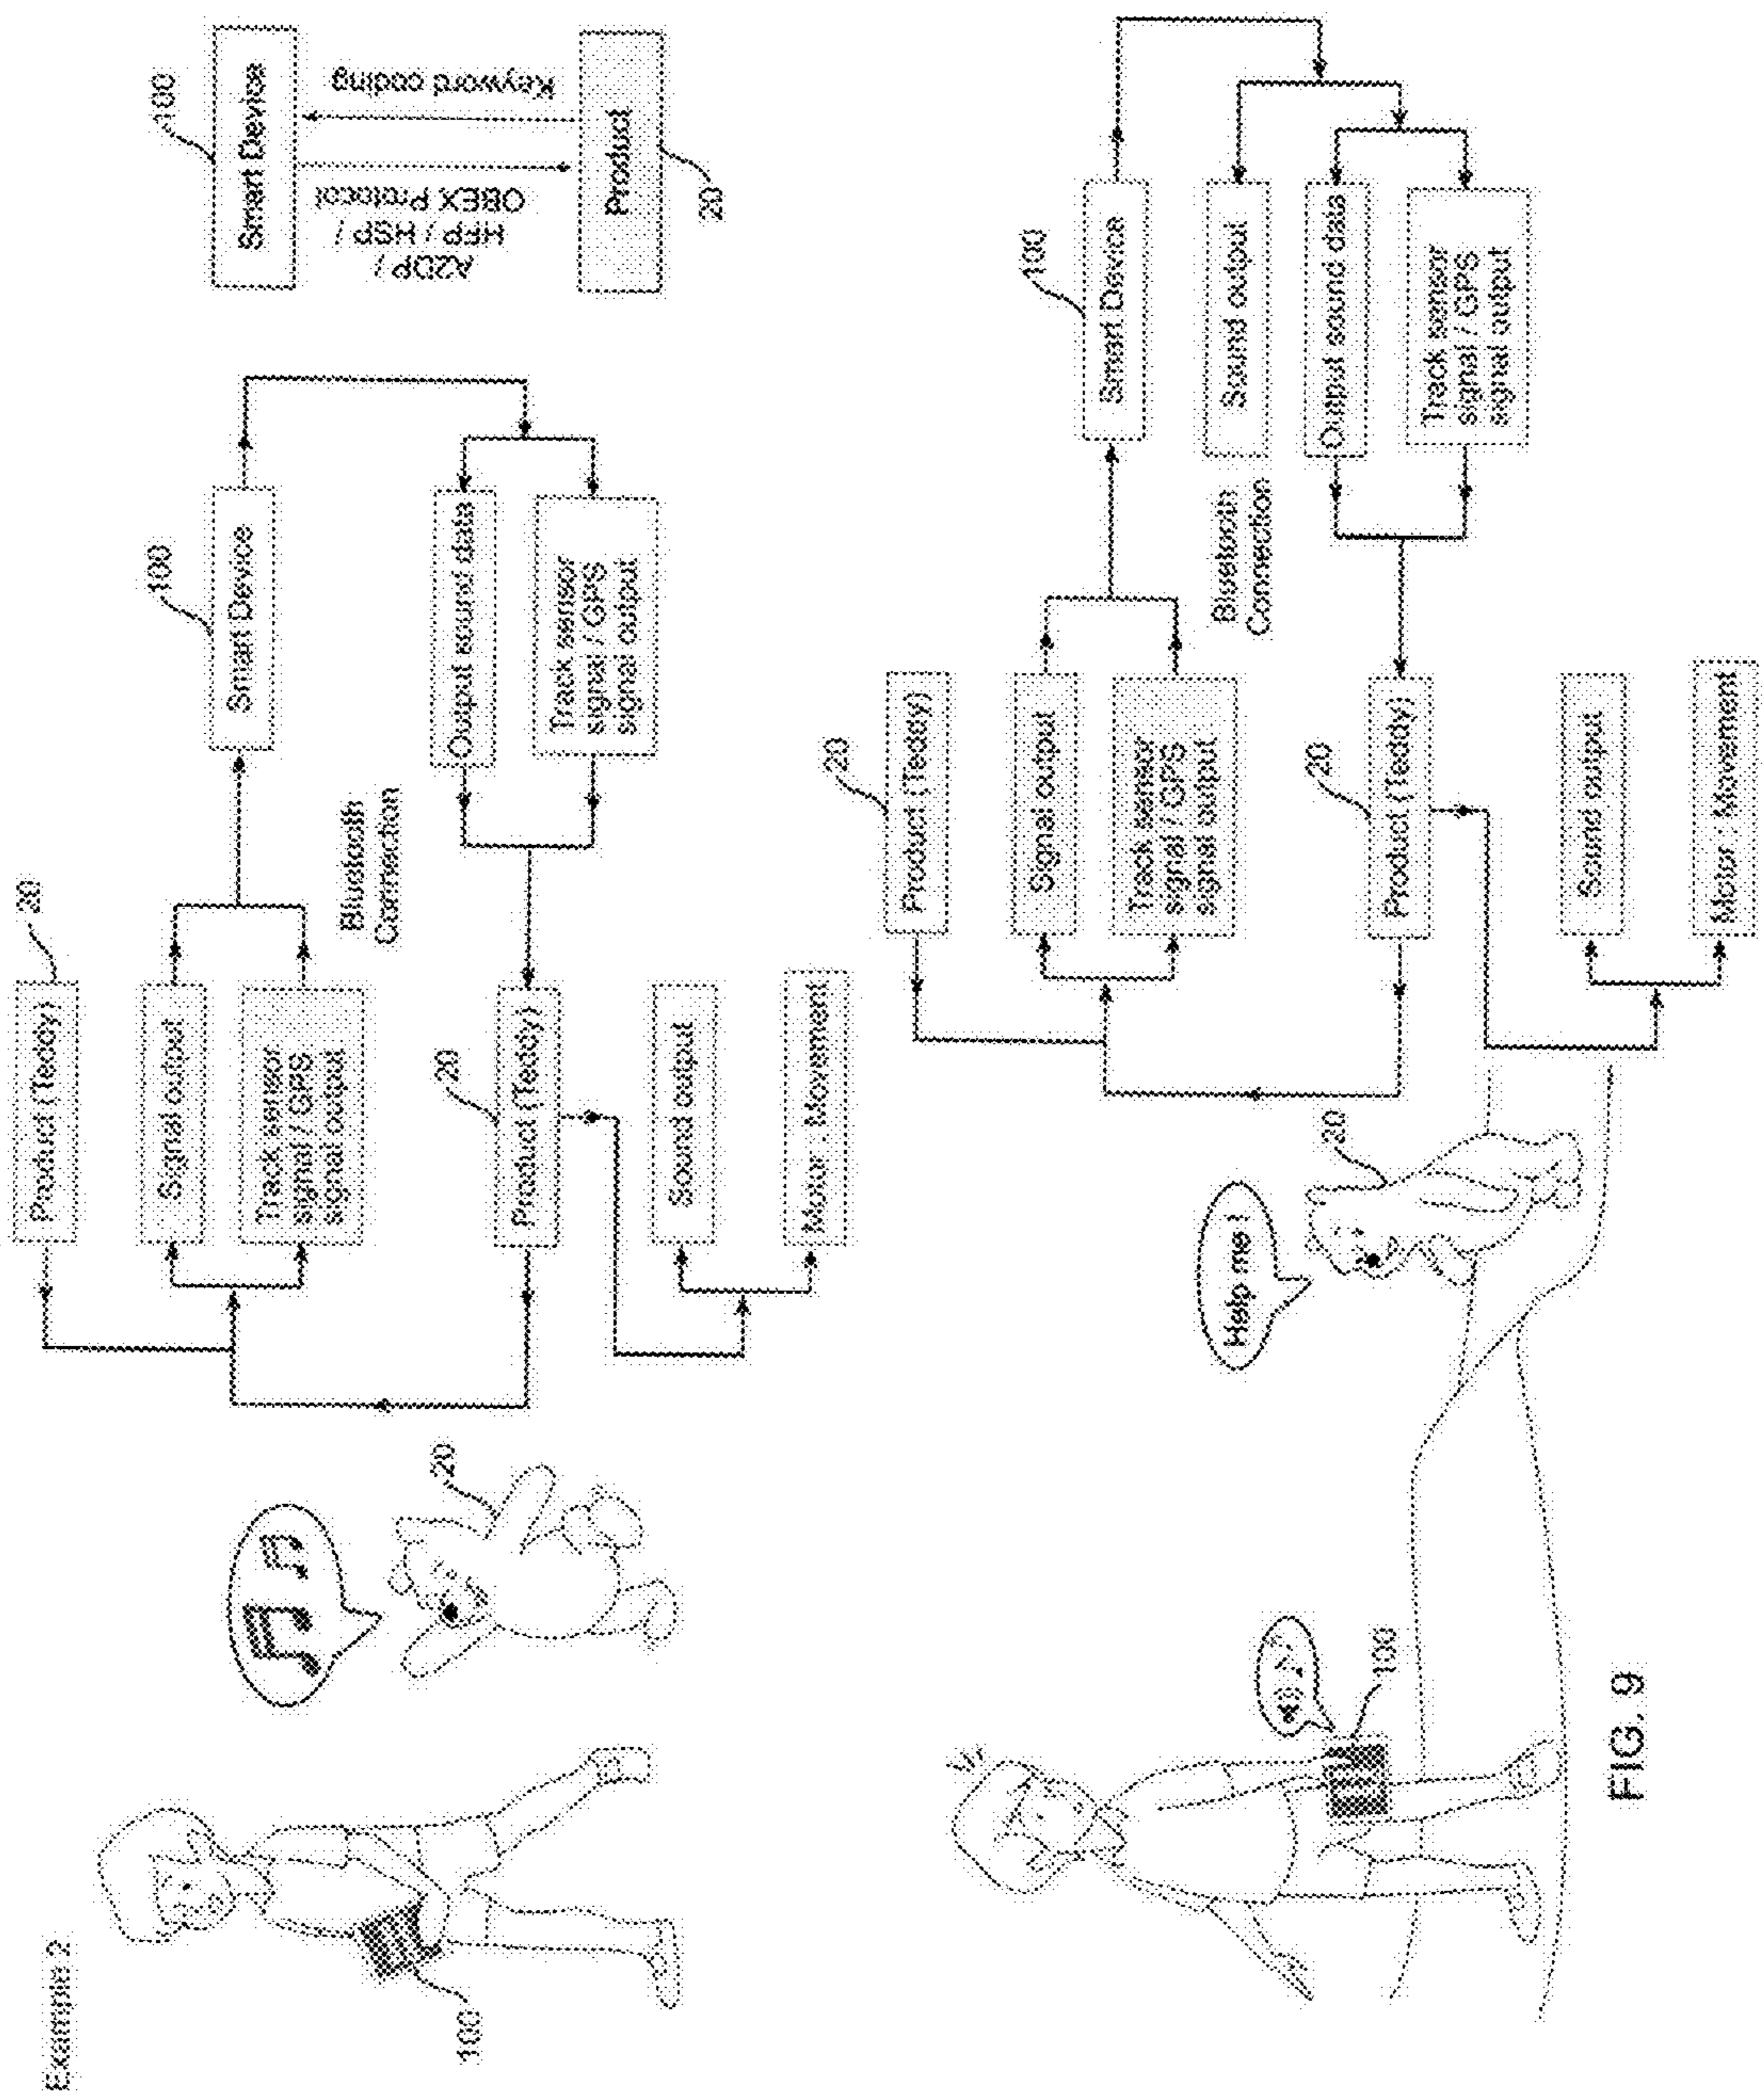 Example 2
100
20
Product (Teddy)
20
Signal output
Track sensor
signal / GPS
signal output
Bluetooth
Connection
Smart Device
100
Output sound data
Track sensor
signal / GPS
signal output
Product (Teddy)
20
Sound output
Motor : Movement
Smart Device
100
Keyword coding
A2DP /
HFP / HSP /
OBEX Protocol
Product
20
100
Help me !
20
Product (Teddy)
20
Signal output
Track sensor
signal / GPS
signal output
Bluetooth
Connection
Smart Device
100
Sound output
Output sound data
Track sensor
signal / GPS
signal output
Product (Teddy)
20
Sound output
Motor : Movement
FIG. 9